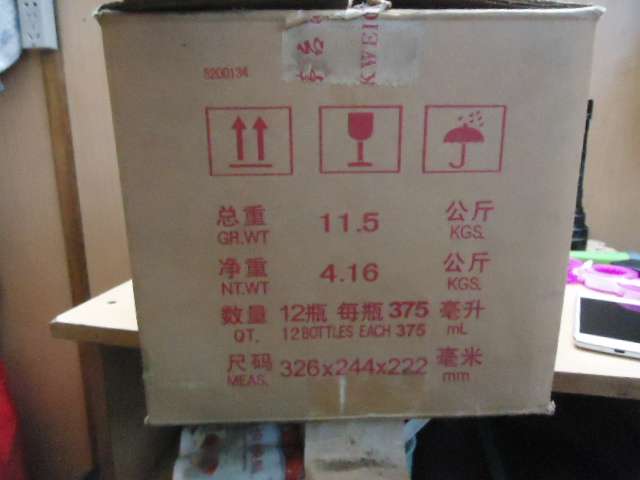 KWEIC
8200134
总重 11.5 公斤
GR.WT KGS.
净重 4.16 公斤
NT.WT KGS.
数量 12瓶 每瓶 375 毫升
QT. 12 BOTTLES EACH 375 mL
尺码 326x244x222 毫米
MEAS. mm